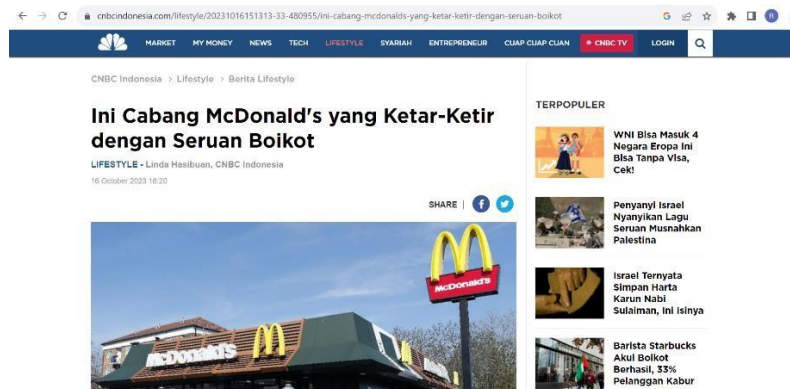 cnbcindonesia.com/lifestyle/20231016151313-33-480955/ini-cabang-mcdonalds-yang-ketar-ketir-dengan-seruan-boikot
G
R
MARKET MY MONEY NEWS TECH LIFESTYLE SYARIAH ENTREPRENEUR CUAP CUAP CUAN CNBC TV LOGIN
CNBC Indonesia > Lifestyle > Berita Lifestyle
Ini Cabang McDonald's yang Ketar-Ketir
dengan Seruan Boikot
LIFESTYLE - Linda Hasibuan, CNBC Indonesia
16 October 2023 16:20
SHARE |
McDonald's
McDonald's
TERPOPULER
WNI Bisa Masuk 4
Negara Eropa Ini
Bisa Tanpa Visa,
Cek!
Penyanyi Israel
Nyanyikan Lagu
Seruan Musnahkan
Palestina
Israel Ternyata
Simpan Harta
Karun Nabi
Sulaiman, Ini Isinya
Barista Starbucks
Akui Boikot
Berhasil, 33%
Pelanggan Kabur